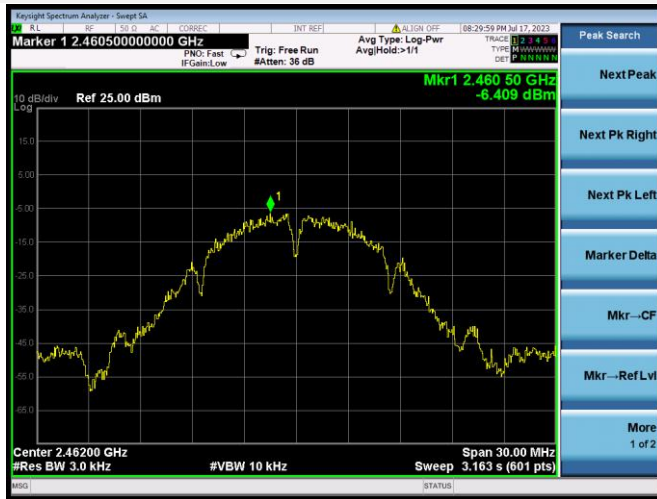 Keysight Spectrum Analyzer - Swept SA
RL RF 50 Ω AC CORREC INT REF ALIGN OFF 08:29:59 PM Jul 17, 2023
Marker 1 2.460500000000 GHz
PNO: Fast
IFGain:Low
Trig: Free Run
#Atten: 36 dB
Avg Type: Log-Pwr
Avg|Hold:>1/1
TRACE 1 2 3 4 5 6
TYPE M W W W W W
DET P N N N N N
Peak Search
Mkr1 2.460 50 GHz
-6.409 dBm
10 dB/div Ref 25.00 dBm
Log
15.0
5.00
-5.00
-15.0
-25.0
-35.0
-45.0
-55.0
-65.0
1
Center 2.46200 GHz Span 30.00 MHz
#Res BW 3.0 kHz #VBW 10 kHz Sweep 3.163 s (601 pts)
MSG STATUS
Next Peak
Next Pk Right
Next Pk Left
Marker Delta
Mkr→CF
Mkr→Ref Lvl
More
1 of 2